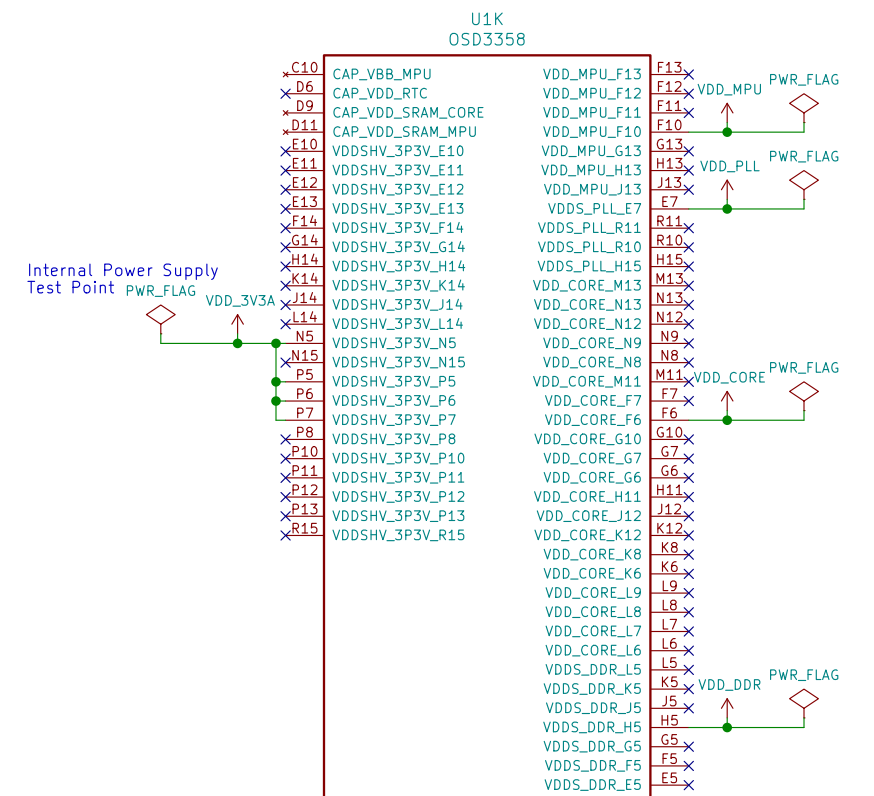 U1K
OSD3358
C10 CAP_VBB_MPU VDD_MPU_F13 F13
D6 CAP_VDD_RTC VDD_MPU_F12 F12 VDD_MPU PWR_FLAG
D9 CAP_VDD_SRAM_CORE VDD_MPU_F11 F11
D11 CAP_VDD_SRAM_MPU VDD_MPU_F10 F10
E10 VDDSHV_3P3V_E10 VDD_MPU_G13 G13
E11 VDDSHV_3P3V_E11 VDD_MPU_H13 H13 VDD_PLL PWR_FLAG
E12 VDDSHV_3P3V_E12 VDD_MPU_J13 J13
E13 VDDSHV_3P3V_E13 VDDS_PLL_E7 E7
F14 VDDSHV_3P3V_F14 VDDS_PLL_R11 R11
G14 VDDSHV_3P3V_G14 VDDS_PLL_R10 R10
H14 VDDSHV_3P3V_H14 VDDS_PLL_H15 H15
Internal Power Supply
Test Point PWR_FLAG
K14 VDDSHV_3P3V_K14 VDD_CORE_M13 M13
VDD_3V3A J14 VDDSHV_3P3V_J14 VDD_CORE_N13 N13
L14 VDDSHV_3P3V_L14 VDD_CORE_N12 N12
N5 VDDSHV_3P3V_N5 VDD_CORE_N9 N9
N15 VDDSHV_3P3V_N15 VDD_CORE_N8 N8
P5 VDDSHV_3P3V_P5 VDD_CORE_M11 M11 VDD_CORE PWR_FLAG
P6 VDDSHV_3P3V_P6 VDD_CORE_F7 F7
P7 VDDSHV_3P3V_P7 VDD_CORE_F6 F6
P8 VDDSHV_3P3V_P8 VDD_CORE_G10 G10
P10 VDDSHV_3P3V_P10 VDD_CORE_G7 G7
P11 VDDSHV_3P3V_P11 VDD_CORE_G6 G6
P12 VDDSHV_3P3V_P12 VDD_CORE_H11 H11
P13 VDDSHV_3P3V_P13 VDD_CORE_J12 J12
R15 VDDSHV_3P3V_R15 VDD_CORE_K12 K12
VDD_CORE_K8 K8
VDD_CORE_K6 K6
VDD_CORE_L9 L9
VDD_CORE_L8 L8
VDD_CORE_L7 L7
VDD_CORE_L6 L6
VDDS_DDR_L5 L5
VDDS_DDR_K5 K5 VDD_DDR PWR_FLAG
VDDS_DDR_J5 J5
VDDS_DDR_H5 H5
VDDS_DDR_G5 G5
VDDS_DDR_F5 F5
VDDS_DDR_E5 E5